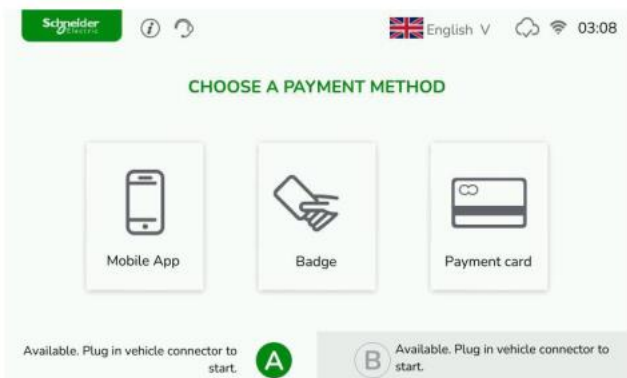 Schneider
Electric
i
English V
03:08
CHOOSE A PAYMENT METHOD
Mobile App
Badge
Payment card
Available. Plug in vehicle connector to
start.
A
B
Available. Plug in vehicle connector to
start.